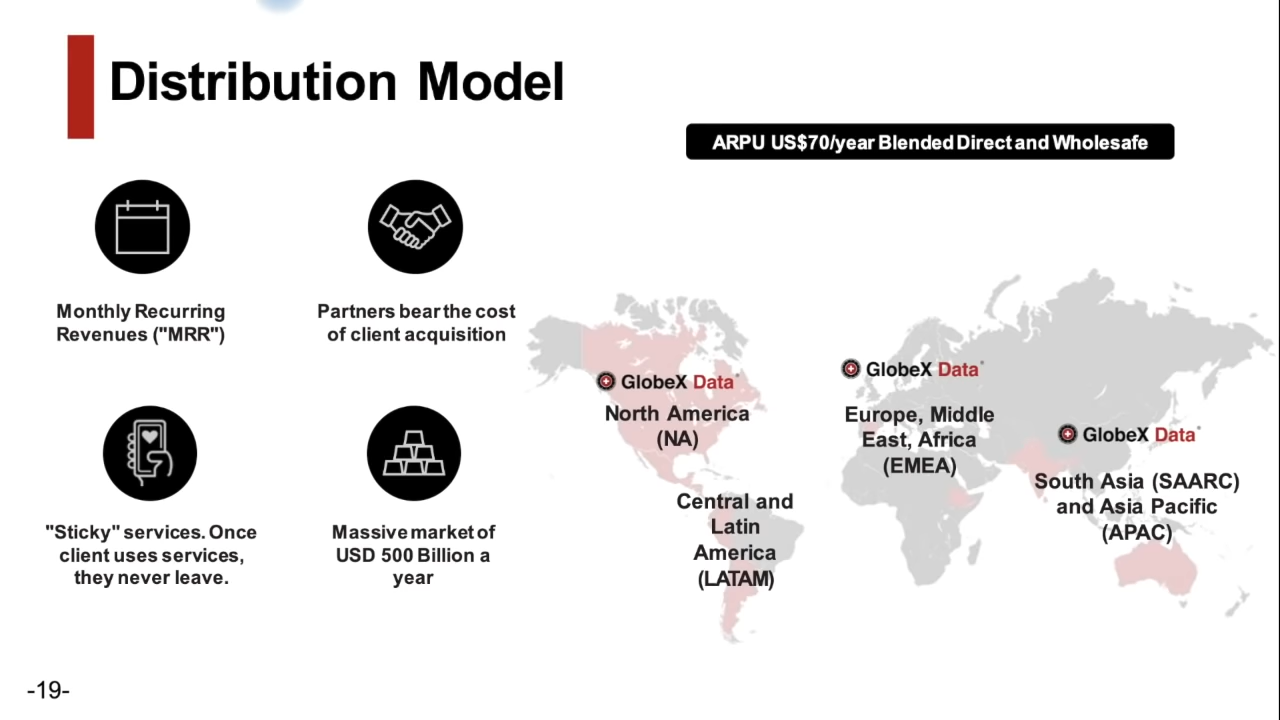 Distribution Model
ARPU US$70/year Blended Direct and Wholesafe
Monthly Recurring
Revenues ("MRR")
Partners bear the cost
of client acquisition
"Sticky" services. Once
client uses services,
they never leave.
Massive market of
USD 500 Billion a
year
GlobeX Data
North America
(NA)
Central and
Latin
America
(LATAM)
GlobeX Data
Europe, Middle
East, Africa
(EMEA)
GlobeX Data
South Asia (SAARC)
and Asia Pacific
(APAC)
-19-